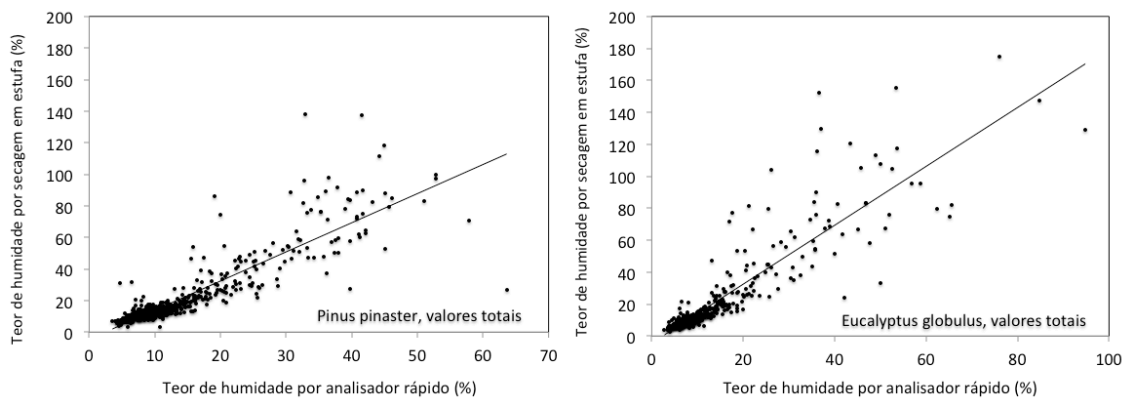 Teor de humidade por secagem em estufa (%)
200
180
160
140
120
100
80
60
40
20
0
Pinus pinaster, valores totais
0 10 20 30 40 50 60 70
Teor de humidade por analisador rápido (%)
Teor de humidade por secagem em estufa (%)
200
180
160
140
120
100
80
60
40
20
0
Eucalyptus globulus, valores totais
0 20 40 60 80 100
Teor de humidade por analisador rápido (%)